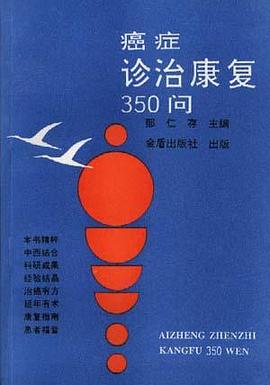 癌症
诊治康复
350问
郁仁存 主编
金盾出版社 出版
本书精粹
中西结合
科研成果
经验结晶
治癌有方
延年有术
康复指南
患者福音
AIZHENG ZHENZHI
KANGFU 350 WEN